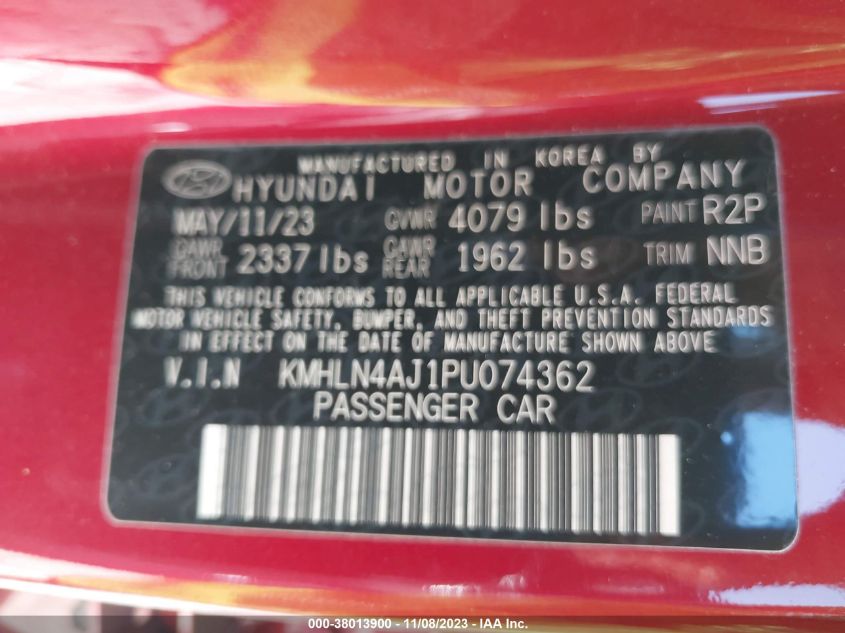 MANUFACTURED IN KOREA BY
HYUNDAI MOTOR COMPANY
MAY/11/23 GVWR 4079 lbs PAINT R2P
GAWR FRONT 2337 lbs GAWR REAR 1962 lbs TRIM NNB
THIS VEHICLE CONFORMS TO ALL APPLICABLE U.S.A. FEDERAL
MOTOR VEHICLE SAFETY, BUMPER, AND THEFT PREVENTION STANDARDS
IN EFFECT ON THE DATE OF MANUFACTURE SHOWN ABOVE
V.I.N KMHLN4AJ1PU074362
PASSENGER CAR
000-38013900 - 11/08/2023 - IAA Inc.